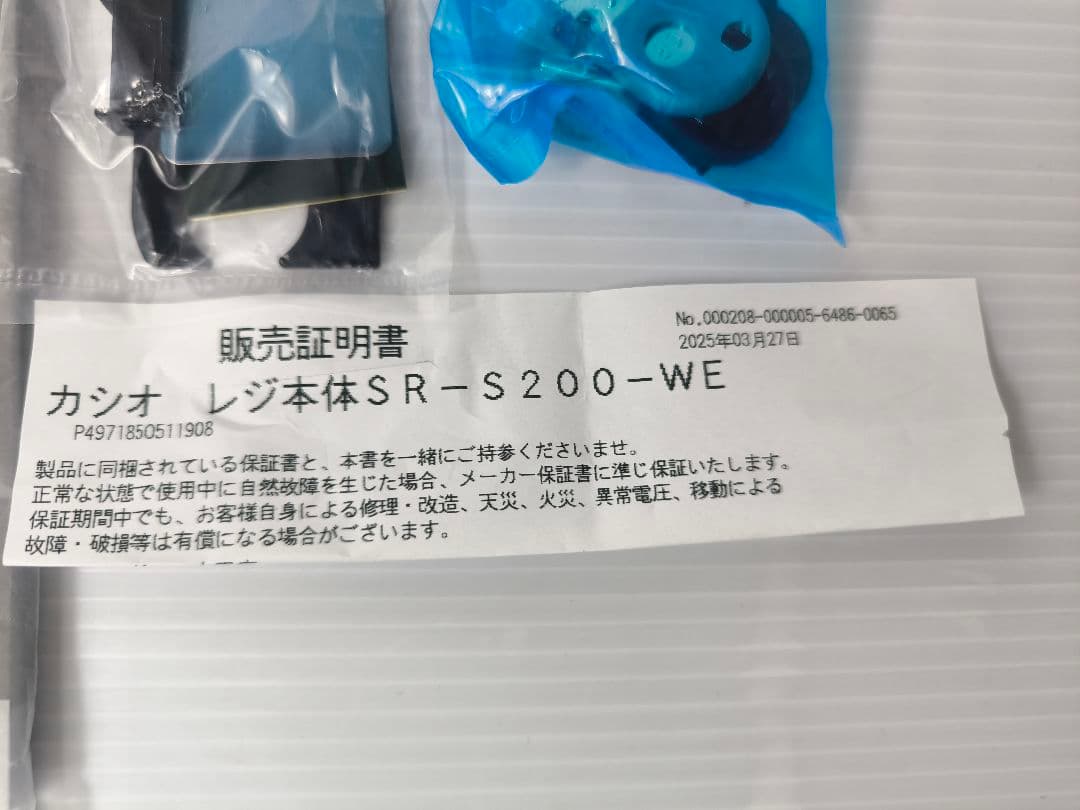 販売証明書
No.000208-000005-6486-0065
2025年03月27日
カシオ　レジ本体ＳＲ－Ｓ２００－ＷＥ
P4971850511908
製品に同梱されている保証書と、本書を一緒にご持参くださいませ。
正常な状態で使用中に自然故障を生じた場合、メーカー保証書に準じ保証いたします。
保証期間中でも、お客様自身による修理・改造、天災、火災、異常電圧、移動による
故障・破損等は有償になる場合がございます。